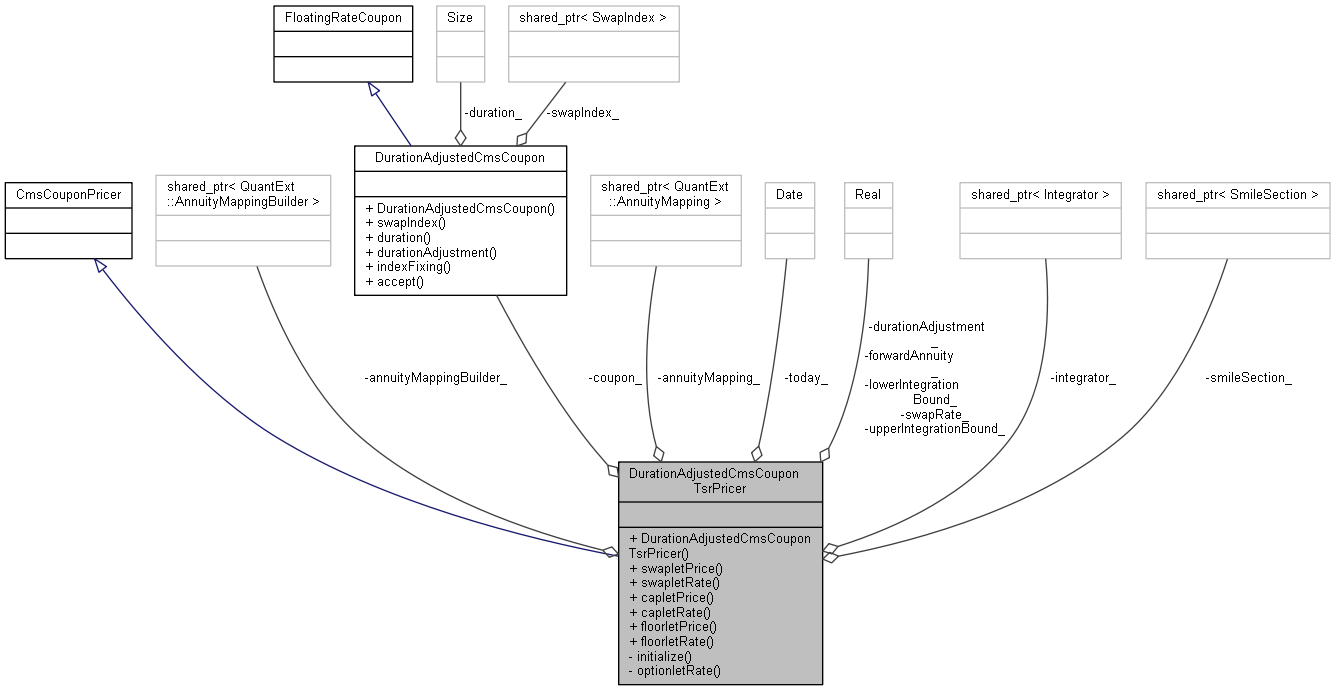 FloatingRateCoupon
Size
shared_ptr< SwapIndex >
-duration_
-swapIndex_
CmsCouponPricer
shared_ptr< QuantExt
::AnnuityMappingBuilder >
DurationAdjustedCmsCoupon
+ DurationAdjustedCmsCoupon()
+ swapIndex()
+ duration()
+ durationAdjustment()
+ indexFixing()
+ accept()
shared_ptr< QuantExt
::AnnuityMapping >
Date
Real
shared_ptr< Integrator >
shared_ptr< SmileSection >
-annuityMappingBuilder_
-coupon_
-annuityMapping_
-today_
-durationAdjustment
_
-forwardAnnuity
_
-lowerIntegration
Bound_
-swapRate_
-upperIntegrationBound_
-integrator_
-smileSection_
DurationAdjustedCmsCoupon
TsrPricer
+ DurationAdjustedCmsCoupon
TsrPricer()
+ swapletPrice()
+ swapletRate()
+ capletPrice()
+ capletRate()
+ floorletPrice()
+ floorletRate()
- initialize()
- optionletRate()